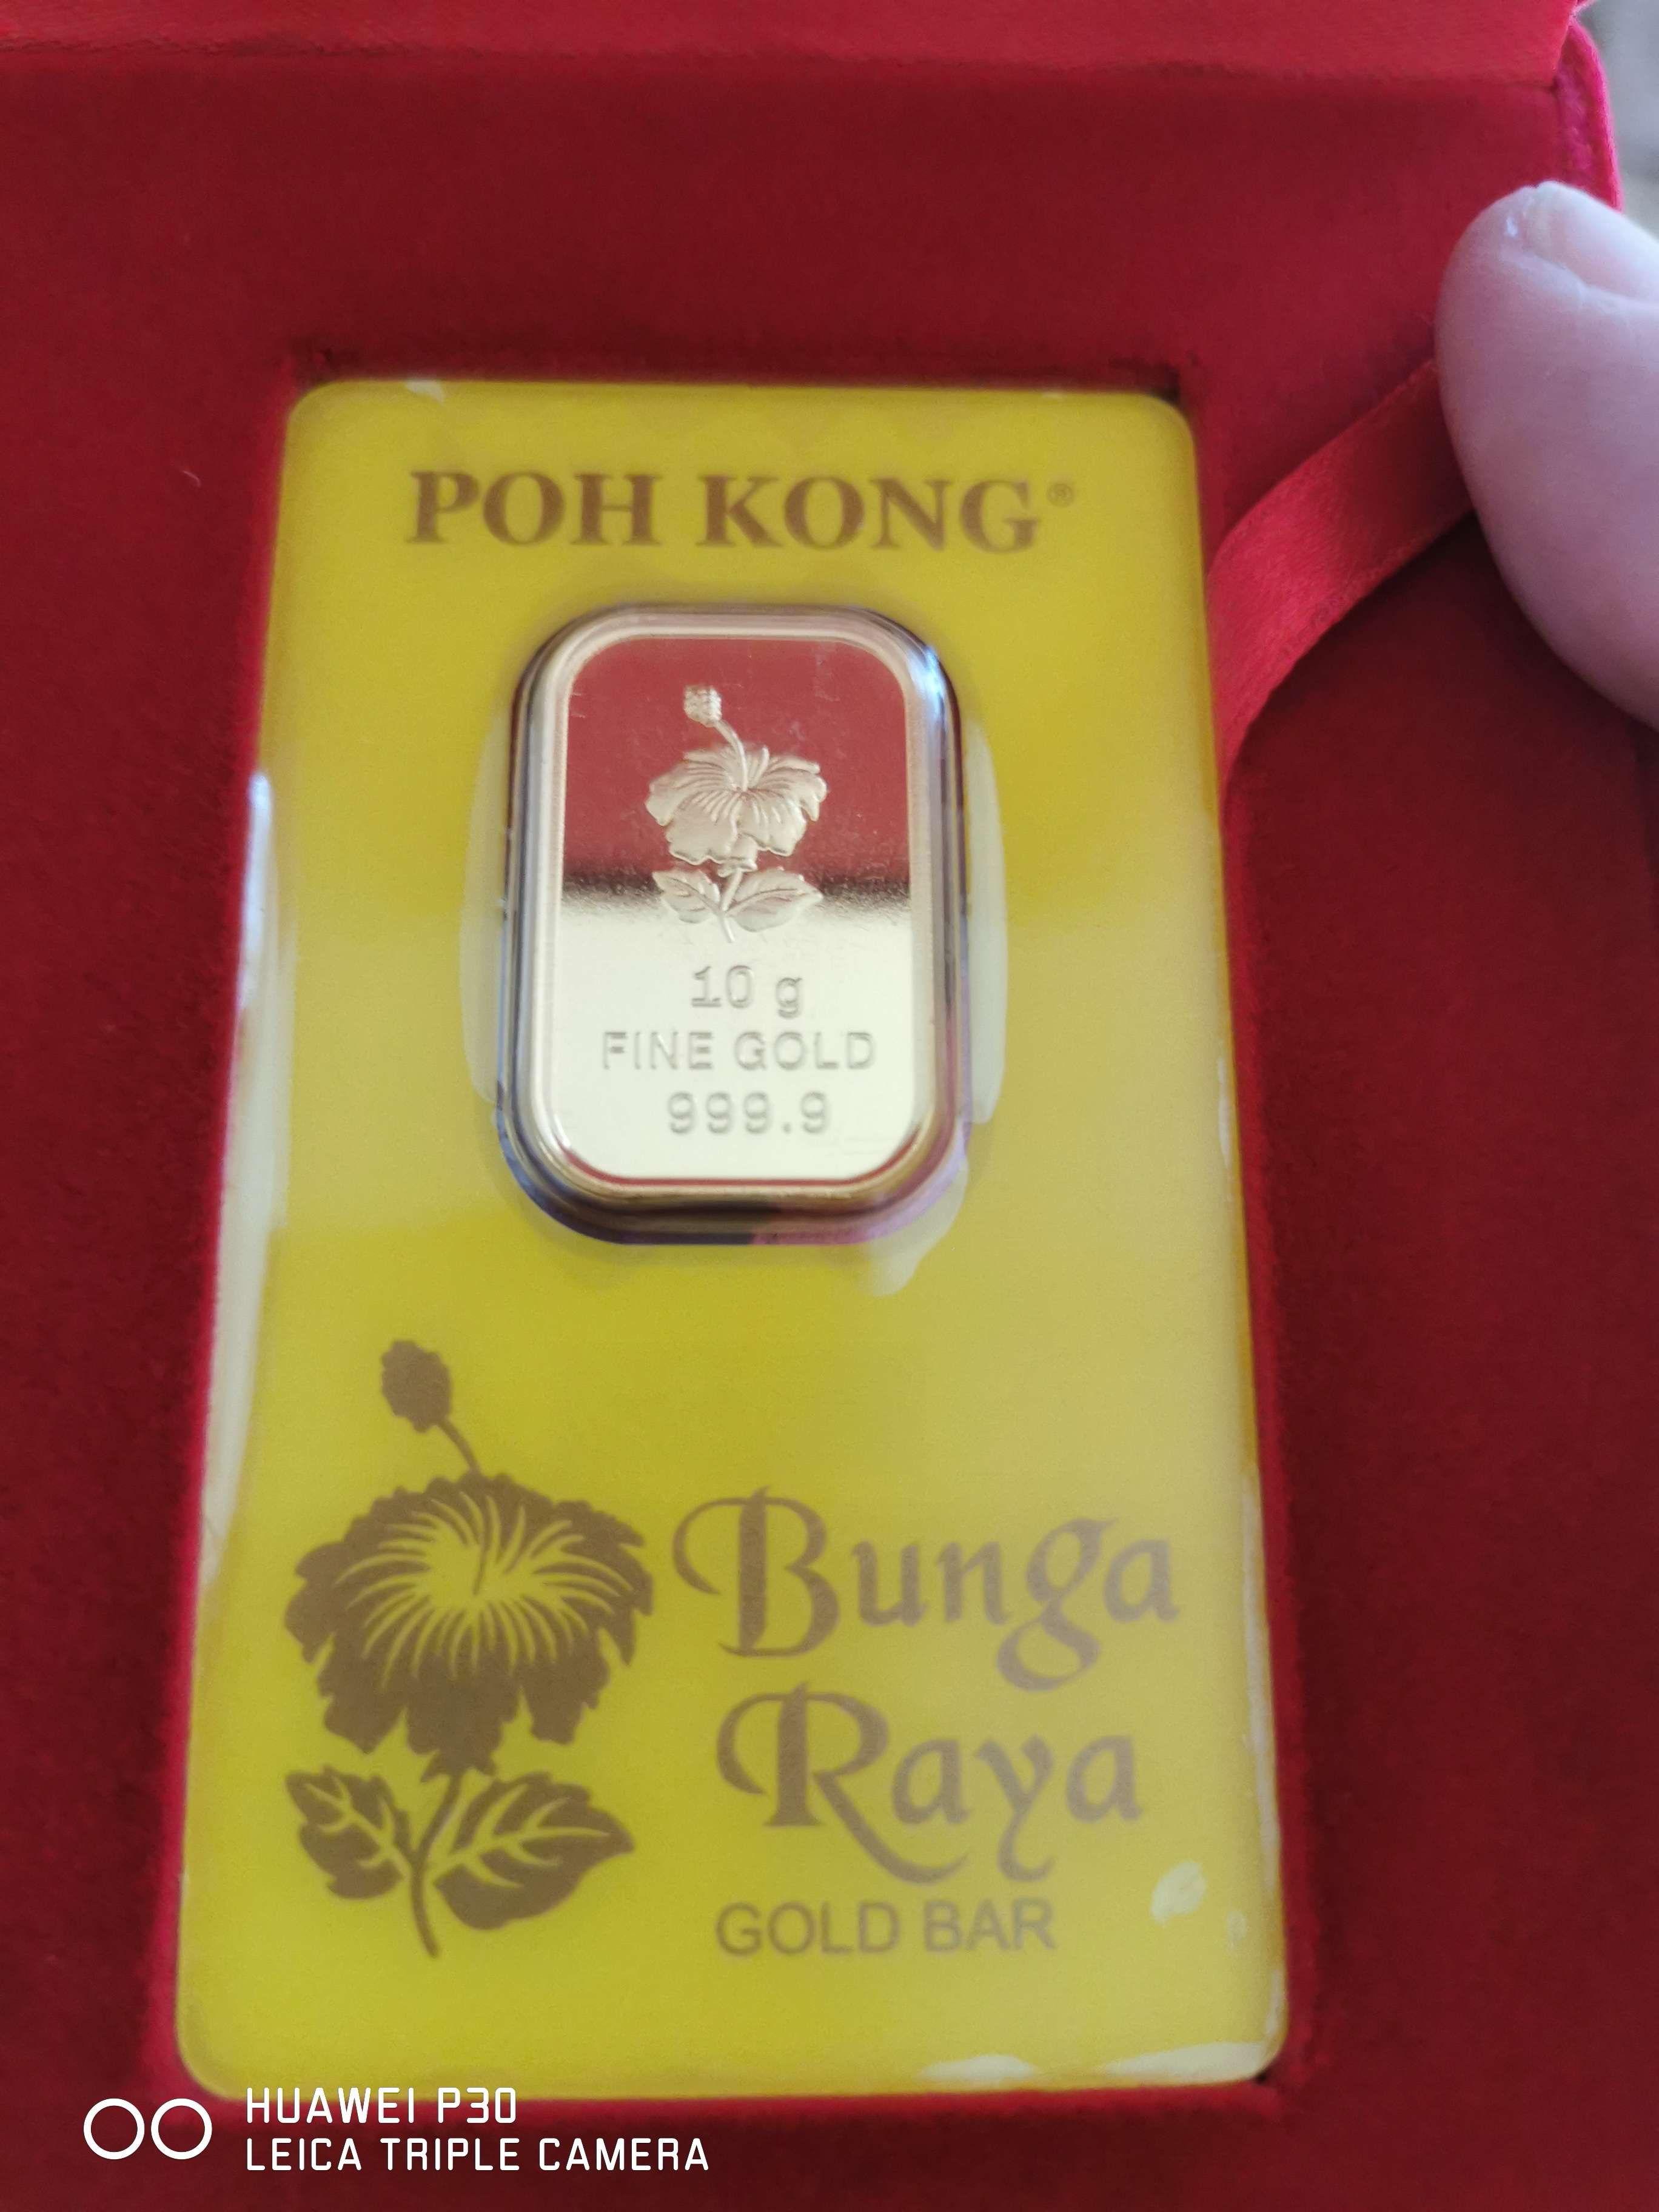 POH KONG®
10 g
FINE GOLD
999.9
Bunga
Raya
GOLD BAR
HUAWEI P30
LEICA TRIPLE CAMERA